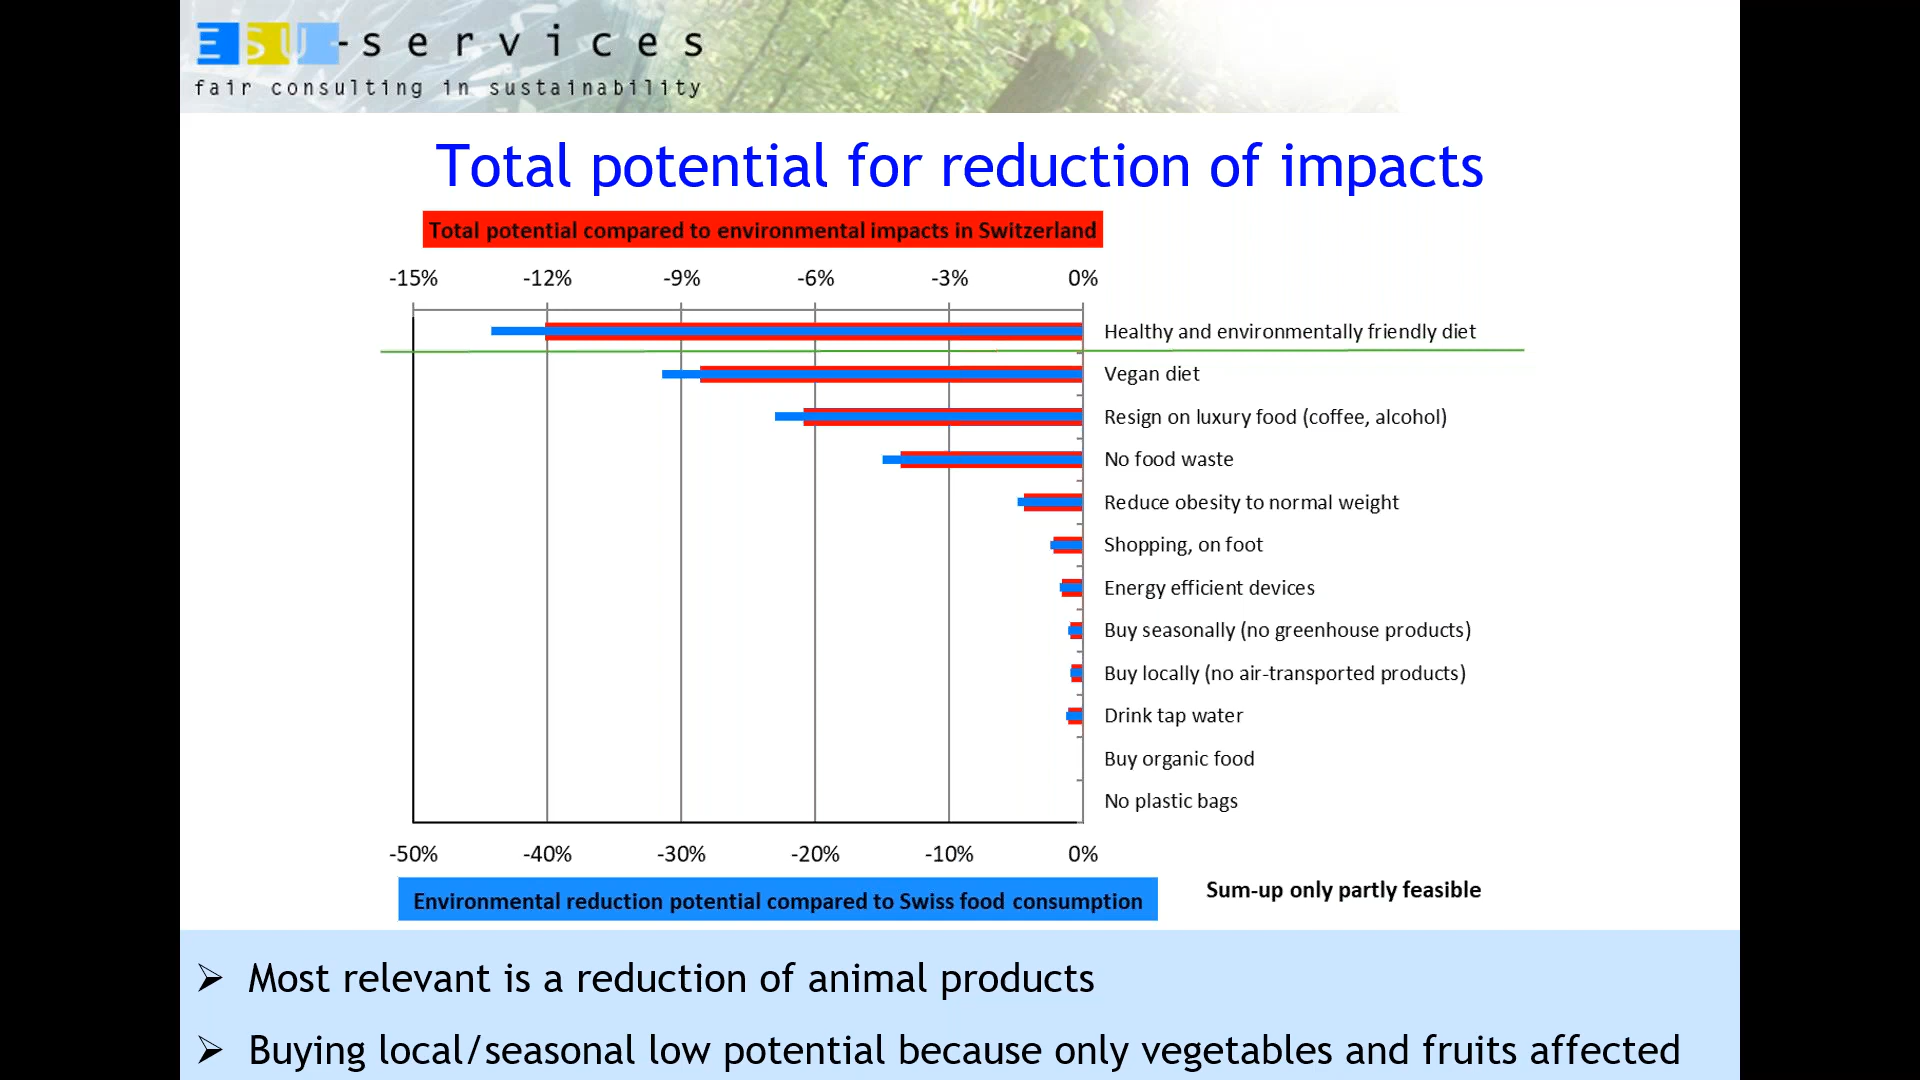 ESU-services
fair consulting in sustainability
Total potential for reduction of impacts
Total potential compared to environmental impacts in Switzerland
-15% -12% -9% -6% -3% 0%
Healthy and environmentally friendly diet
Vegan diet
Resign on luxury food (coffee, alcohol)
No food waste
Reduce obesity to normal weight
Shopping, on foot
Energy efficient devices
Buy seasonally (no greenhouse products)
Buy locally (no air-transported products)
Drink tap water
Buy organic food
No plastic bags
-50% -40% -30% -20% -10% 0%
Environmental reduction potential compared to Swiss food consumption
Sum-up only partly feasible
➢ Most relevant is a reduction of animal products
➢ Buying local/seasonal low potential because only vegetables and fruits affected